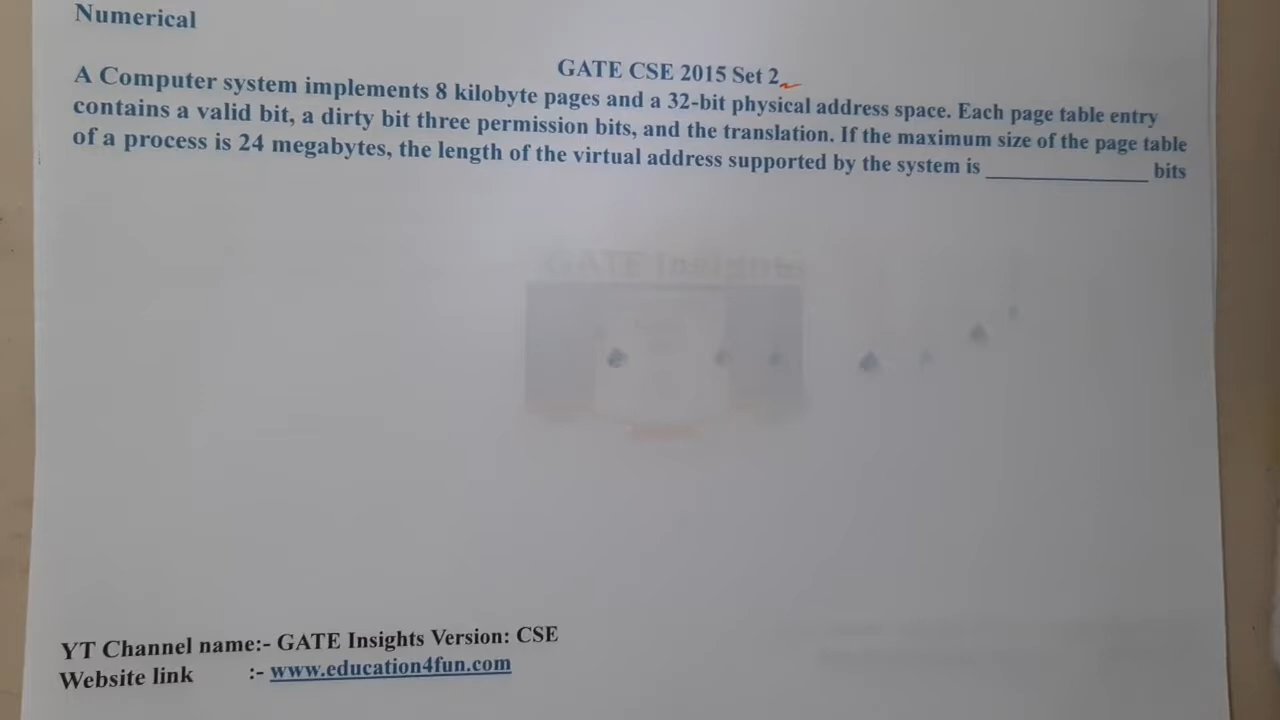 Numerical
GATE CSE 2015 Set 2
A Computer system implements 8 kilobyte pages and a 32-bit physical address space. Each page table entry
contains a valid bit, a dirty bit three permission bits, and the translation. If the maximum size of the page table
of a process is 24 megabytes, the length of the virtual address supported by the system is ______________ bits
GATE Insights
YT Channel name:- GATE Insights Version: CSE
Website link :- www.education4fun.com